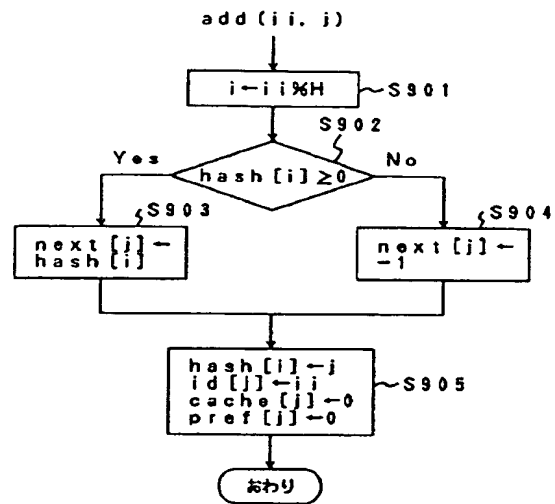 add(ii, j)
i←ii%H
S901
S902
Yes
No
hash[i]≥0
S903
S904
next[j]←
hash[i]
next[j]←
-1
hash[i]←j
id[j]←ii
cache[j]←0
pref[j]←0
S905
おわり